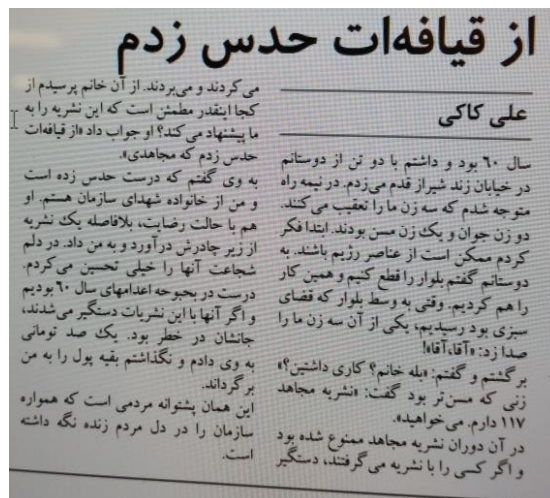 از قیافه‌ات حدس زدم
علی کاکی
سال ۶۰ بود و داشتم با دو تن از دوستانم
در خیابان زند شیراز قدم می‌زدم. در نیمه راه
متوجه شدم که سه زن ما را تعقیب می‌کنند.
دو زن جوان و یک زن مسن بودند. ابتدا فکر
کردم ممکن است از عناصر رژیم باشند. به
دوستانم گفتم بلوار را قطع کنیم و همین کار
را هم کردیم. وقتی به وسط بلوار که فضای
سبزی بود رسیدیم، یکی از آن سه زن ما را
صدا زد: «آقا، آقا»!
برگشتم و گفتم: «بله خانم؟ کاری داشتین؟»
زنی که مسن‌تر بود گفت: «نشریه مجاهد
۱۱۷ دارم. می‌خواهید».
در آن دوران نشریه مجاهد ممنوع شده بود
و اگر کسی را با نشریه می‌گرفتند، دستگیر
می‌کردند و می‌بردند. از آن خانم پرسیدم از
کجا اینقدر مطمئن است که این نشریه را به
ما پیشنهاد می‌کند؟ او جواب داد «از قیافه‌ات
حدس زدم که مجاهدی».
به وی گفتم که درست حدس زده است
و من از خانواده شهدای سازمان هستم. او
هم با حالت رضایت، بلافاصله یک نشریه
از زیر چادرش درآورد و به من داد. در دلم
شجاعت آنها را خیلی تحسین می‌کردم.
درست در بحبوحه اعدامهای سال ۶۰ بودیم
و اگر آنها با این نشریات دستگیر می‌شدند،
جانشان در خطر بود. یک صد تومانی
به وی دادم و نگذاشتم بقیه پول را به من
برگرداند.
این همان پشتوانه مردمی است که همواره
سازمان را در دل مردم زنده نگه داشته
است.